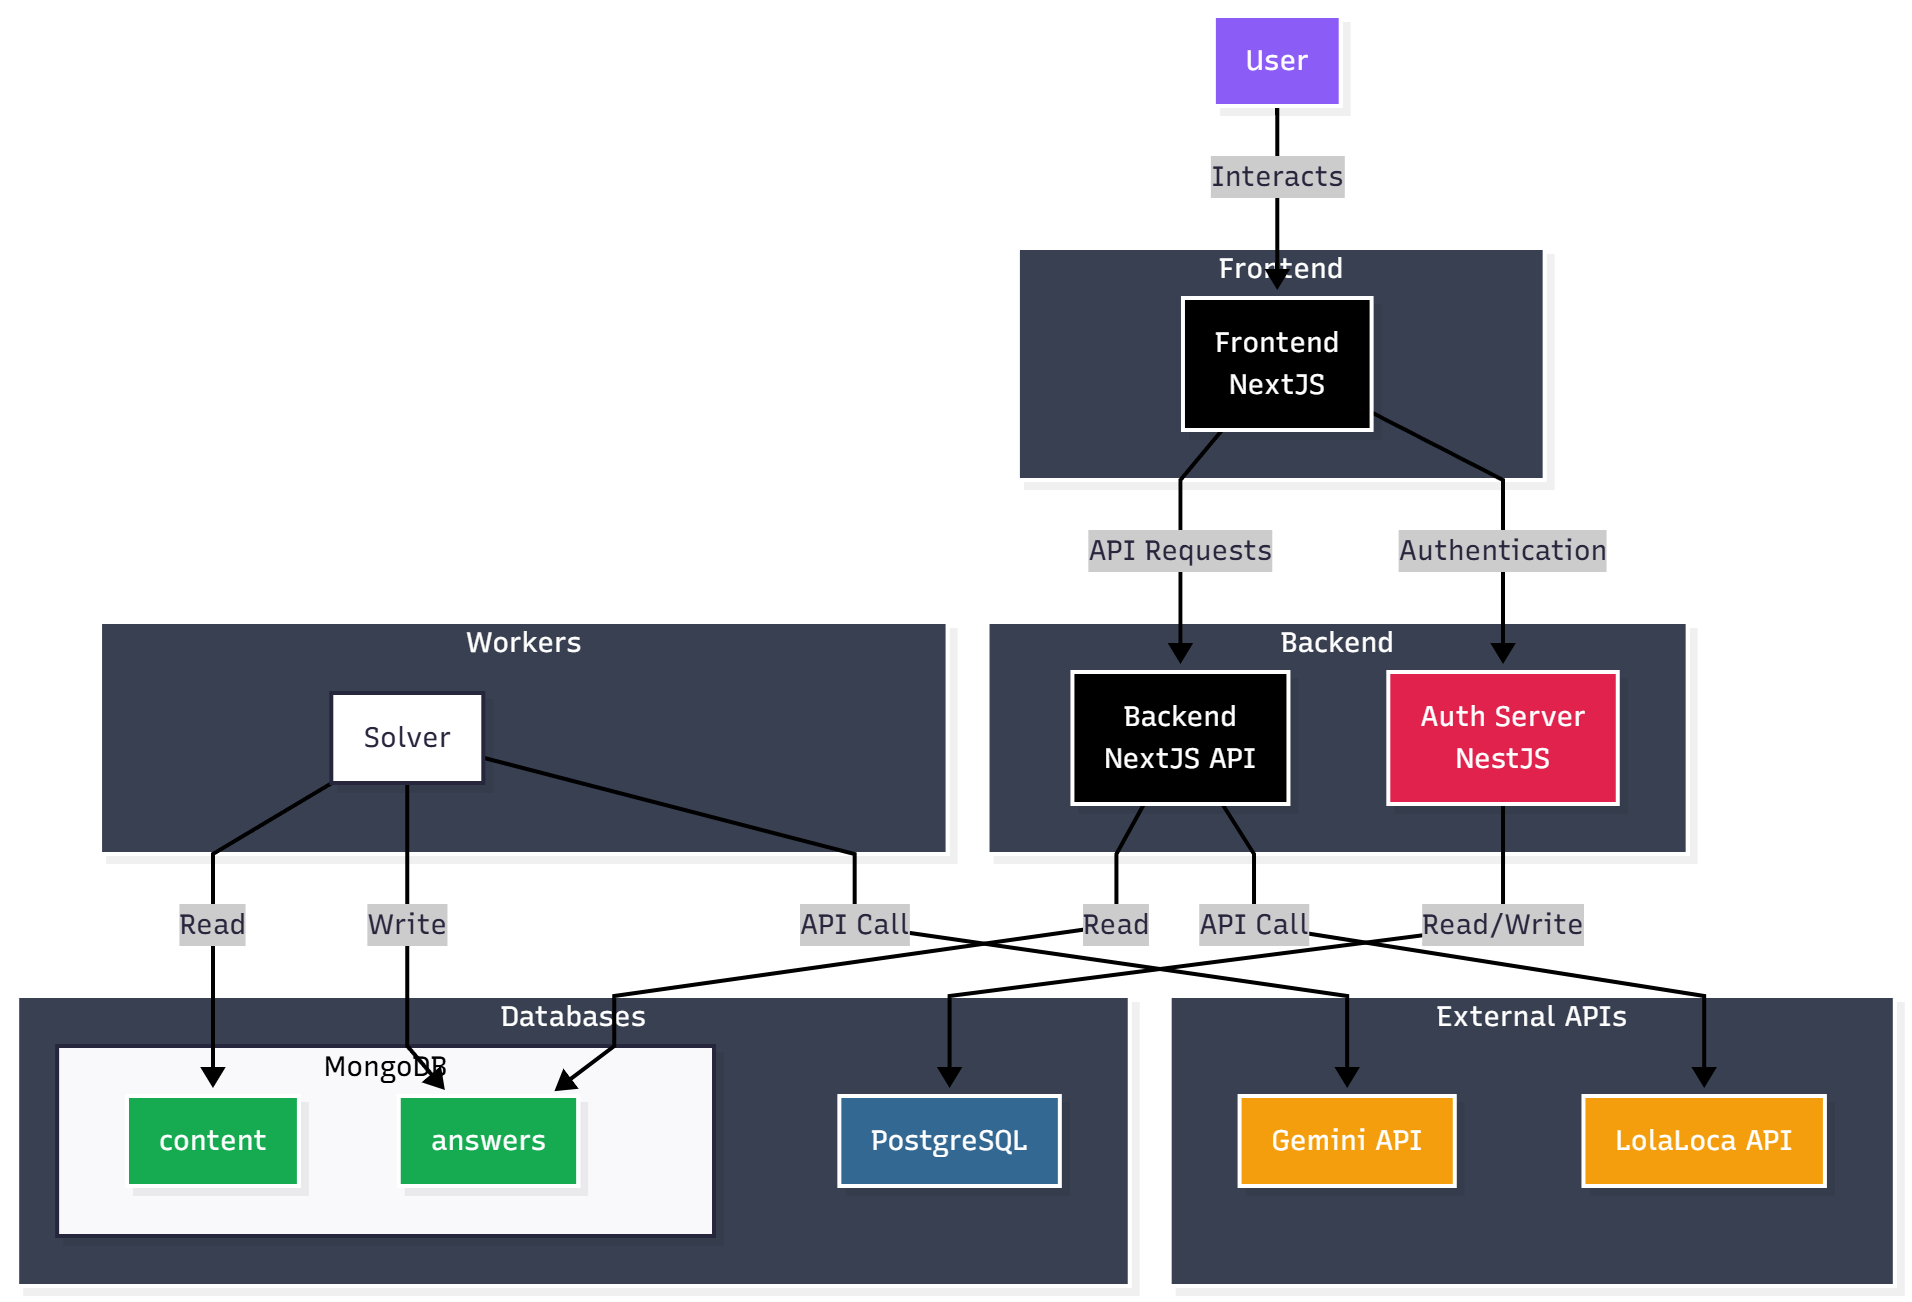 User
Interacts
Frontend
Frontend
NextJS
API Requests
Authentication
Workers
Backend
Solver
Backend
NextJS API
Auth Server
NestJS
Read
Write
API Call
Read
API Call
Read/Write
Databases
External APIs
MongoDB
content
answers
PostgreSQL
Gemini API
LolaLoca API